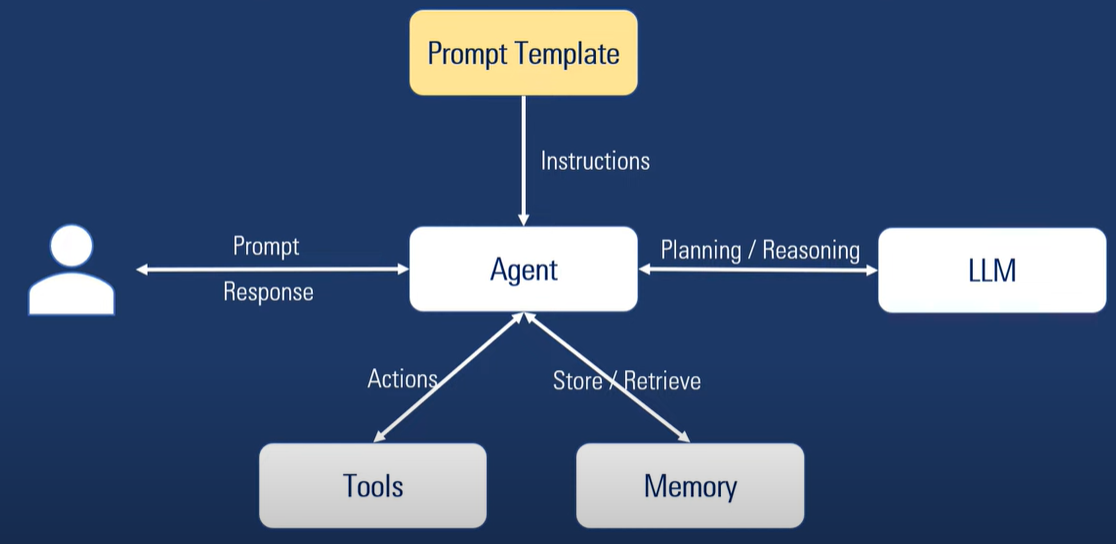 Prompt Template
Instructions
Prompt
Response
Agent
Planning / Reasoning
LLM
Actions
Store / Retrieve
Tools
Memory